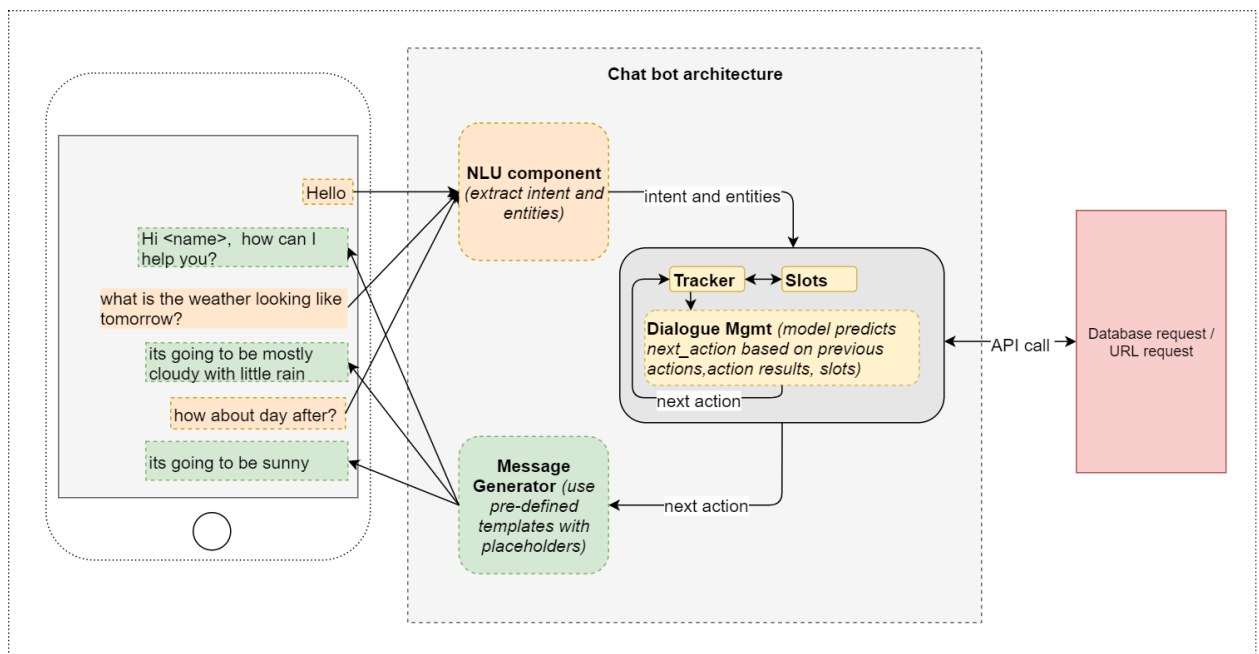 Chat bot architecture
Hello
Hi <name>,  how can I
help you?
what is the weather looking like
tomorrow?
its going to be mostly
cloudy with little rain
how about day after?
its going to be sunny
NLU component
(extract intent and
entities)
intent and entities
Tracker
Slots
Dialogue Mgmt (model predicts
next_action based on previous
actions,action results, slots)
next action
API call
Database request /
URL request
next action
Message
Generator (use
pre-defined
templates with
placeholders)